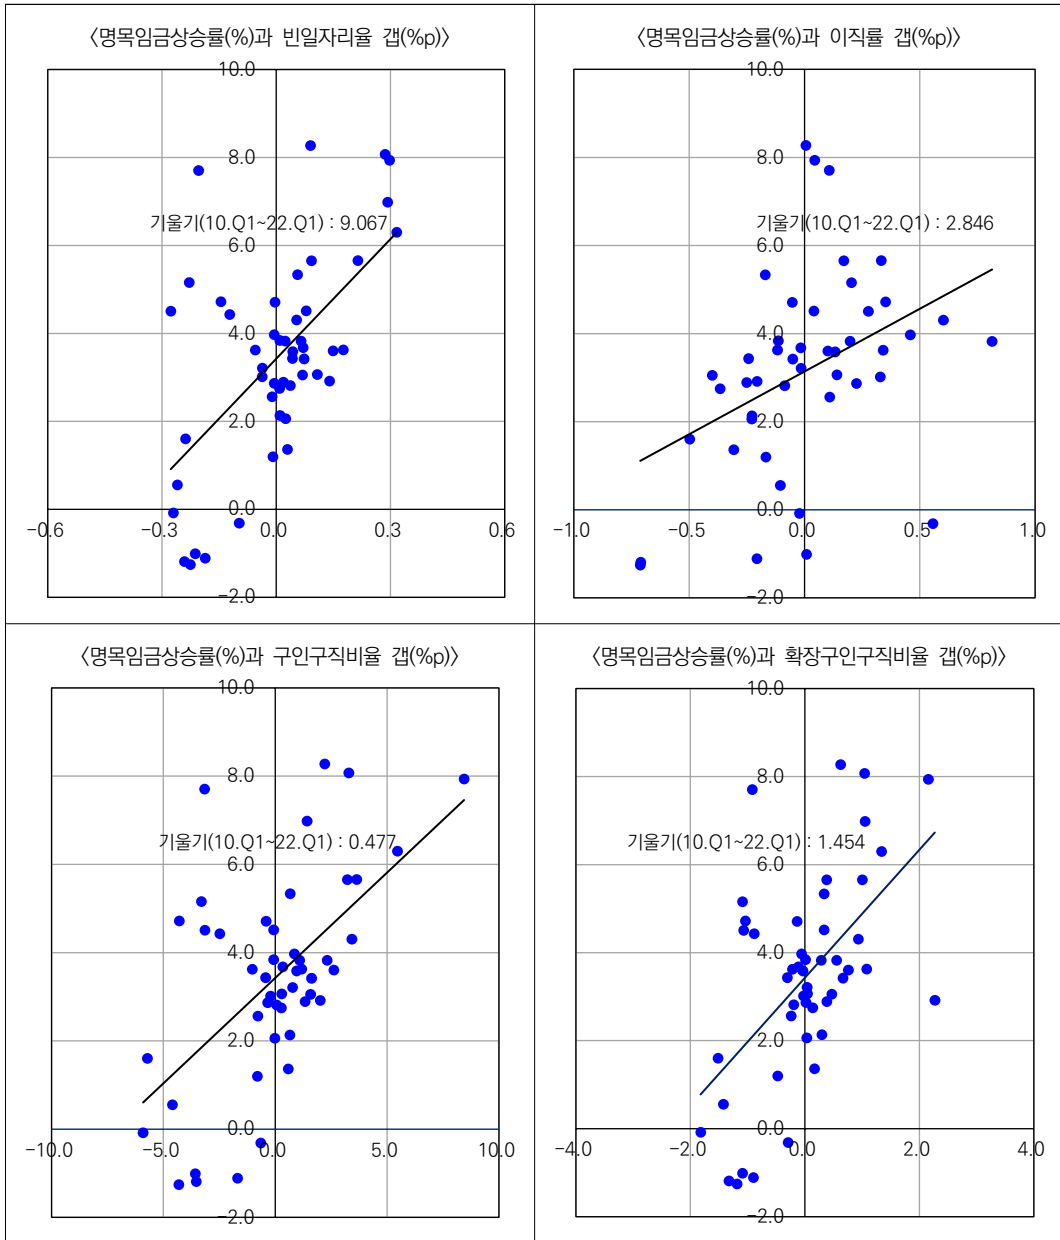 〈명목임금상승률(%)과 빈일자리율 갭(%p)〉
10.0
8.0
기울기(10.Q1~22.Q1) : 9.067
6.0
4.0
2.0
0.0
−0.6 −0.3 0.0 0.3 0.6
−2.0
〈명목임금상승률(%)과 이직률 갭(%p)〉
10.0
8.0
기울기(10.Q1~22.Q1) : 2.846
6.0
4.0
2.0
0.0
−1.0 −0.5 0.0 0.5 1.0
−2.0
〈명목임금상승률(%)과 구인구직비율 갭(%p)〉
10.0
8.0
기울기(10.Q1~22.Q1) : 0.477
6.0
4.0
2.0
0.0
−10.0 −5.0 0.0 5.0 10.0
−2.0
〈명목임금상승률(%)과 확장구인구직비율 갭(%p)〉
10.0
8.0
기울기(10.Q1~22.Q1) : 1.454
6.0
4.0
2.0
0.0
−4.0 −2.0 0.0 2.0 4.0
−2.0